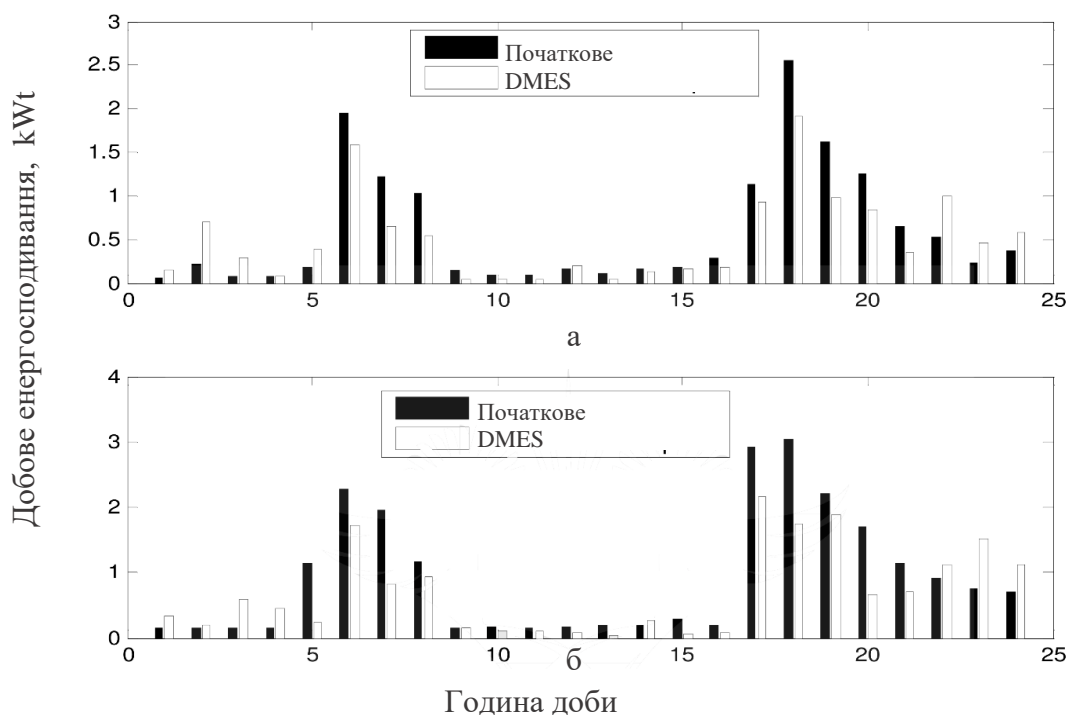 Добове енергосподивання, kWt
3
2.5
2
1.5
1
0.5
0
Початкове
DMES
0 5 10 15 20 25
а
4
3
2
1
0
Початкове
DMES
0 5 10 15 20 25
б
Година доби